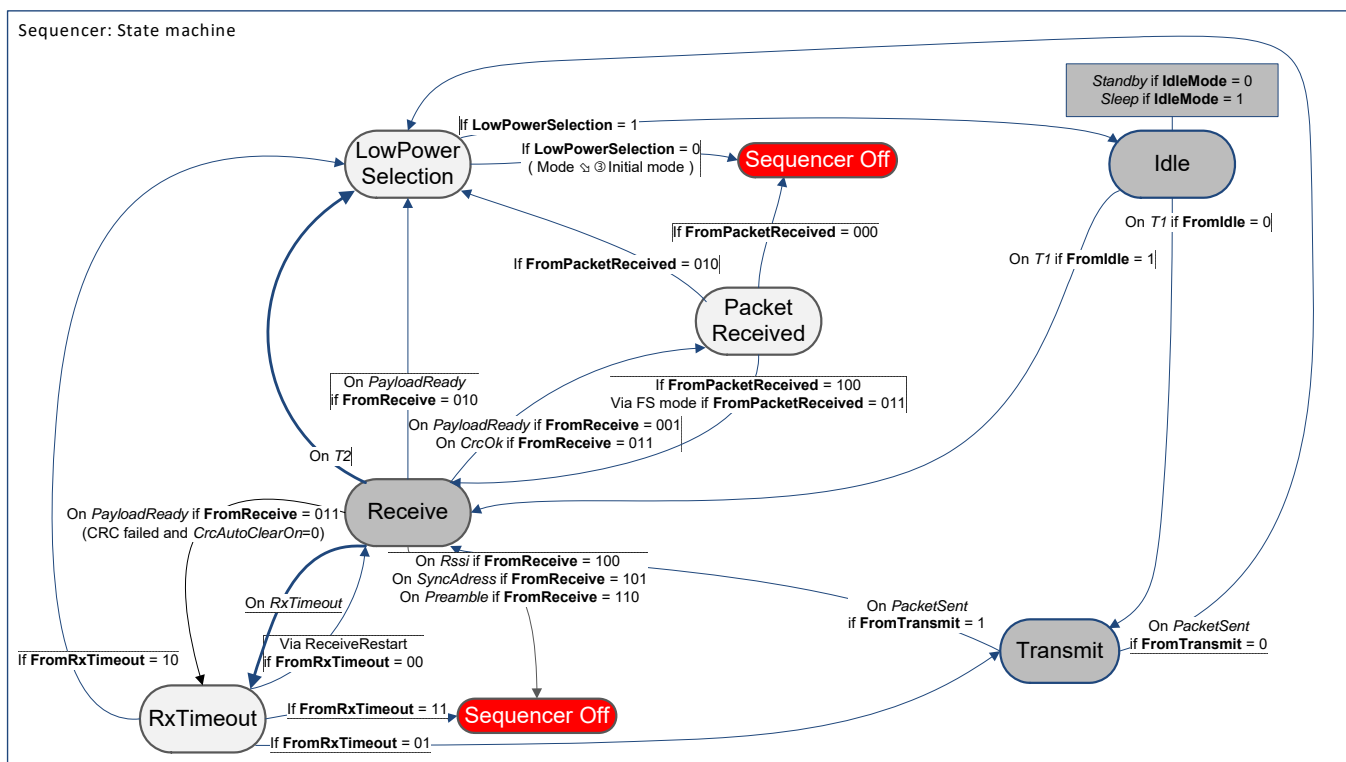 Sequencer: State machine
Standby if IdleMode = 0
Sleep if IdleMode = 1
If LowPowerSelection = 1
LowPower
Selection
If LowPowerSelection = 0
( Mode ⇘ ③ Initial mode )
Sequencer Off
Idle
On T1 if FromIdle = 0
If FromPacketReceived = 000
On T1 if FromIdle = 1
If FromPacketReceived = 010
Packet
Received
On PayloadReady
if FromReceive = 010
If FromPacketReceived = 100
Via FS mode if FromPacketReceived = 011
On PayloadReady if FromReceive = 001
On CrcOk if FromReceive = 011
On T2
Receive
On PayloadReady if FromReceive = 011
(CRC failed and CrcAutoClearOn=0)
On Rssi if FromReceive = 100
On SyncAdress if FromReceive = 101
On Preamble if FromReceive = 110
On RxTimeout
On PacketSent
if FromTransmit = 1
On PacketSent
if FromTransmit = 0
Via ReceiveRestart
if FromRxTimeout = 00
If FromRxTimeout = 10
Transmit
RxTimeout
If FromRxTimeout = 11
Sequencer Off
If FromRxTimeout = 01